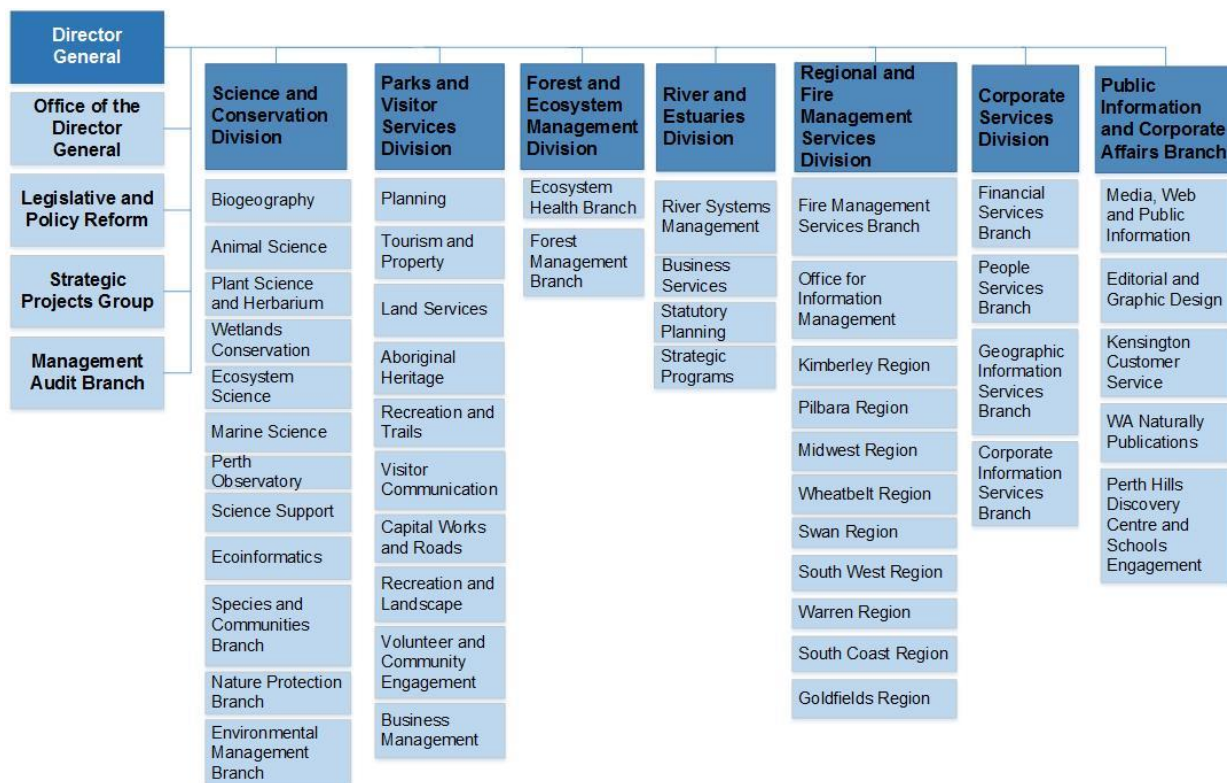 Director
General
Office of the
Director
General
Legislative and
Policy Reform
Strategic
Projects Group
Management
Audit Branch
Science and
Conservation
Division
Biogeography
Animal Science
Plant Science
and Herbarium
Wetlands
Conservation
Ecosystem
Science
Marine Science
Perth
Observatory
Science Support
Ecoinformatics
Species and
Communities
Branch
Nature Protection
Branch
Environmental
Management
Branch
Parks and
Visitor
Services
Division
Planning
Tourism and
Property
Land Services
Aboriginal
Heritage
Recreation and
Trails
Visitor
Communication
Capital Works
and Roads
Recreation and
Landscape
Volunteer and
Community
Engagement
Business
Management
Forest and
Ecosystem
Management
Division
Ecosystem
Health Branch
Forest
Management
Branch
River and
Estuaries
Division
River Systems
Management
Business
Services
Statutory
Planning
Strategic
Programs
Regional and
Fire
Management
Services
Division
Fire Management
Services Branch
Office for
Information
Management
Kimberley Region
Pilbara Region
Midwest Region
Wheatbelt Region
Swan Region
South West Region
Warren Region
South Coast Region
Goldfields Region
Corporate
Services
Division
Financial
Services
Branch
People
Services
Branch
Geographic
Information
Services
Branch
Corporate
Information
Services
Branch
Public
Information
and Corporate
Affairs Branch
Media, Web
and Public
Information
Editorial and
Graphic Design
Kensington
Customer
Service
WA Naturally
Publications
Perth Hills
Discovery
Centre and
Schools
Engagement